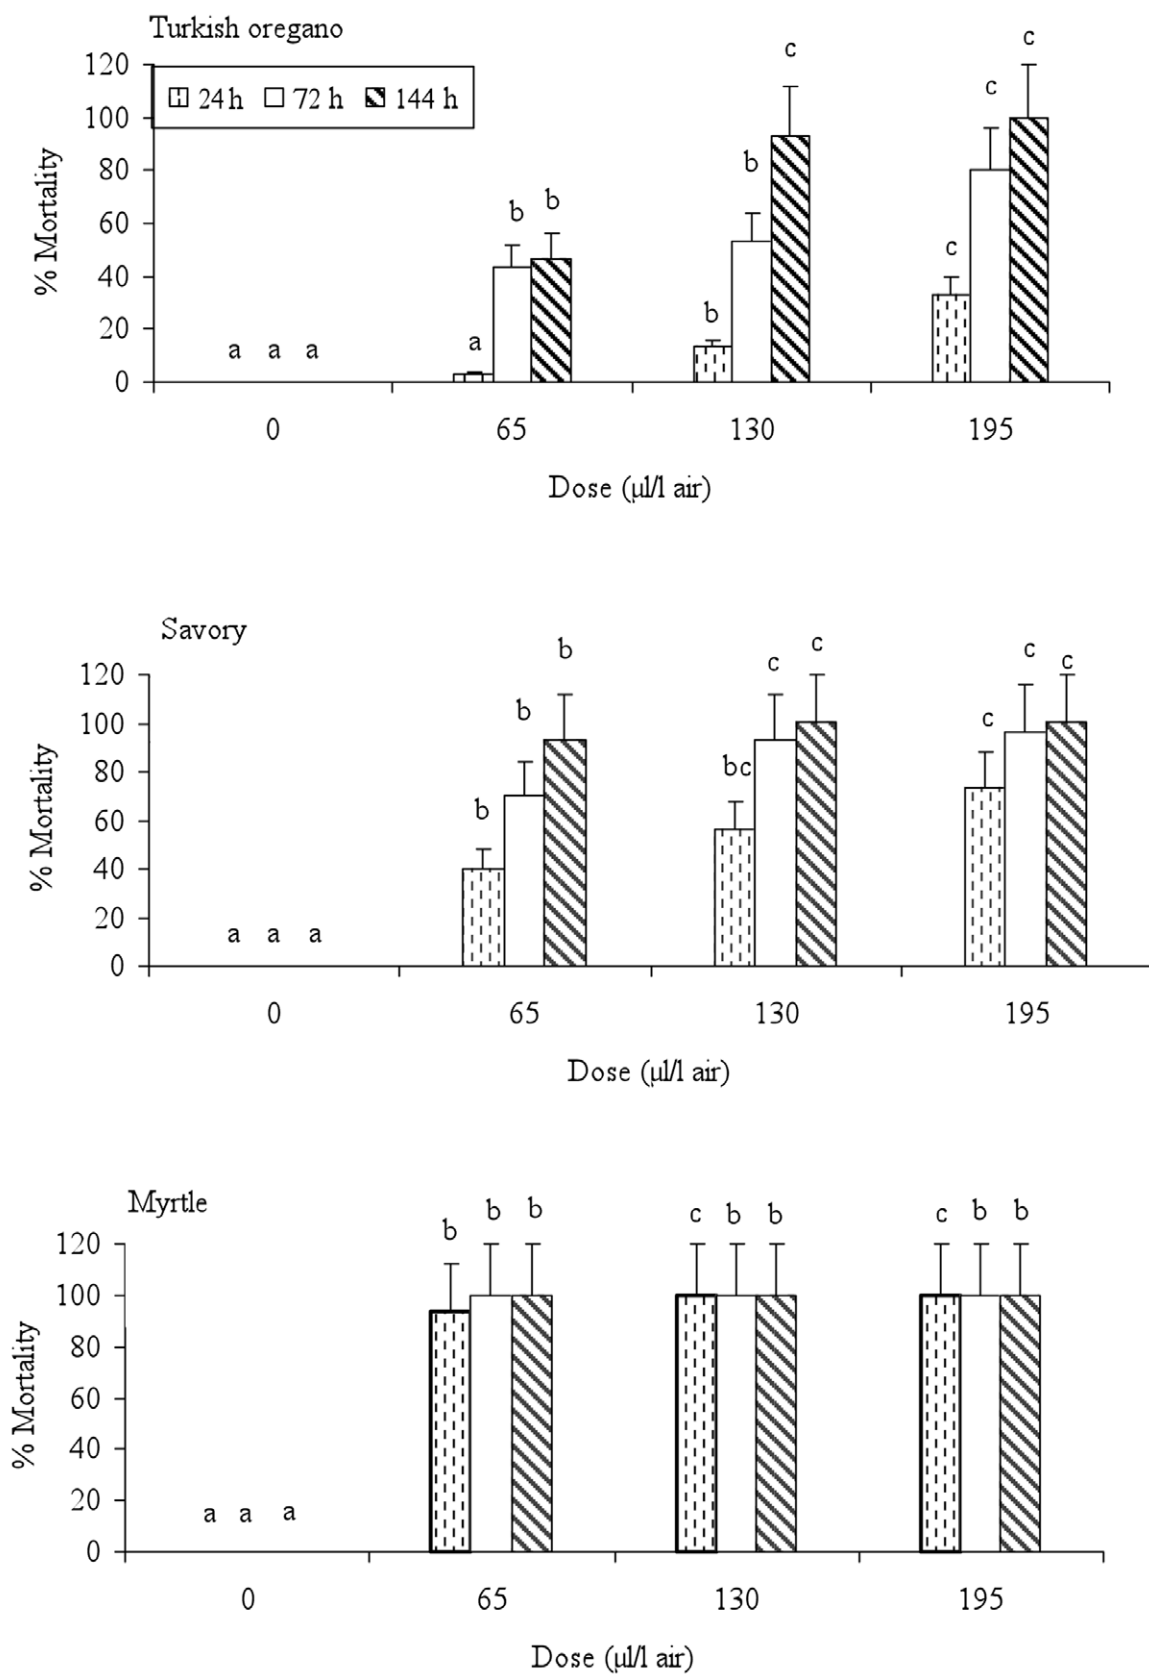 Turkish oregano
120
24 h 72 h 144 h
100
80
60
40
20
0
% Mortality
a a a
a b b
b b c
c c c
0 65 130 195
Dose (μl/l air)
Savory
120
100
80
60
40
20
0
% Mortality
a a a
b b b
bc c c
c c c
0 65 130 195
Dose (μl/l air)
Myrtle
120
100
80
60
40
20
0
% Mortality
a a a
b b b
c b b
c b b
0 65 130 195
Dose (μl/l air)